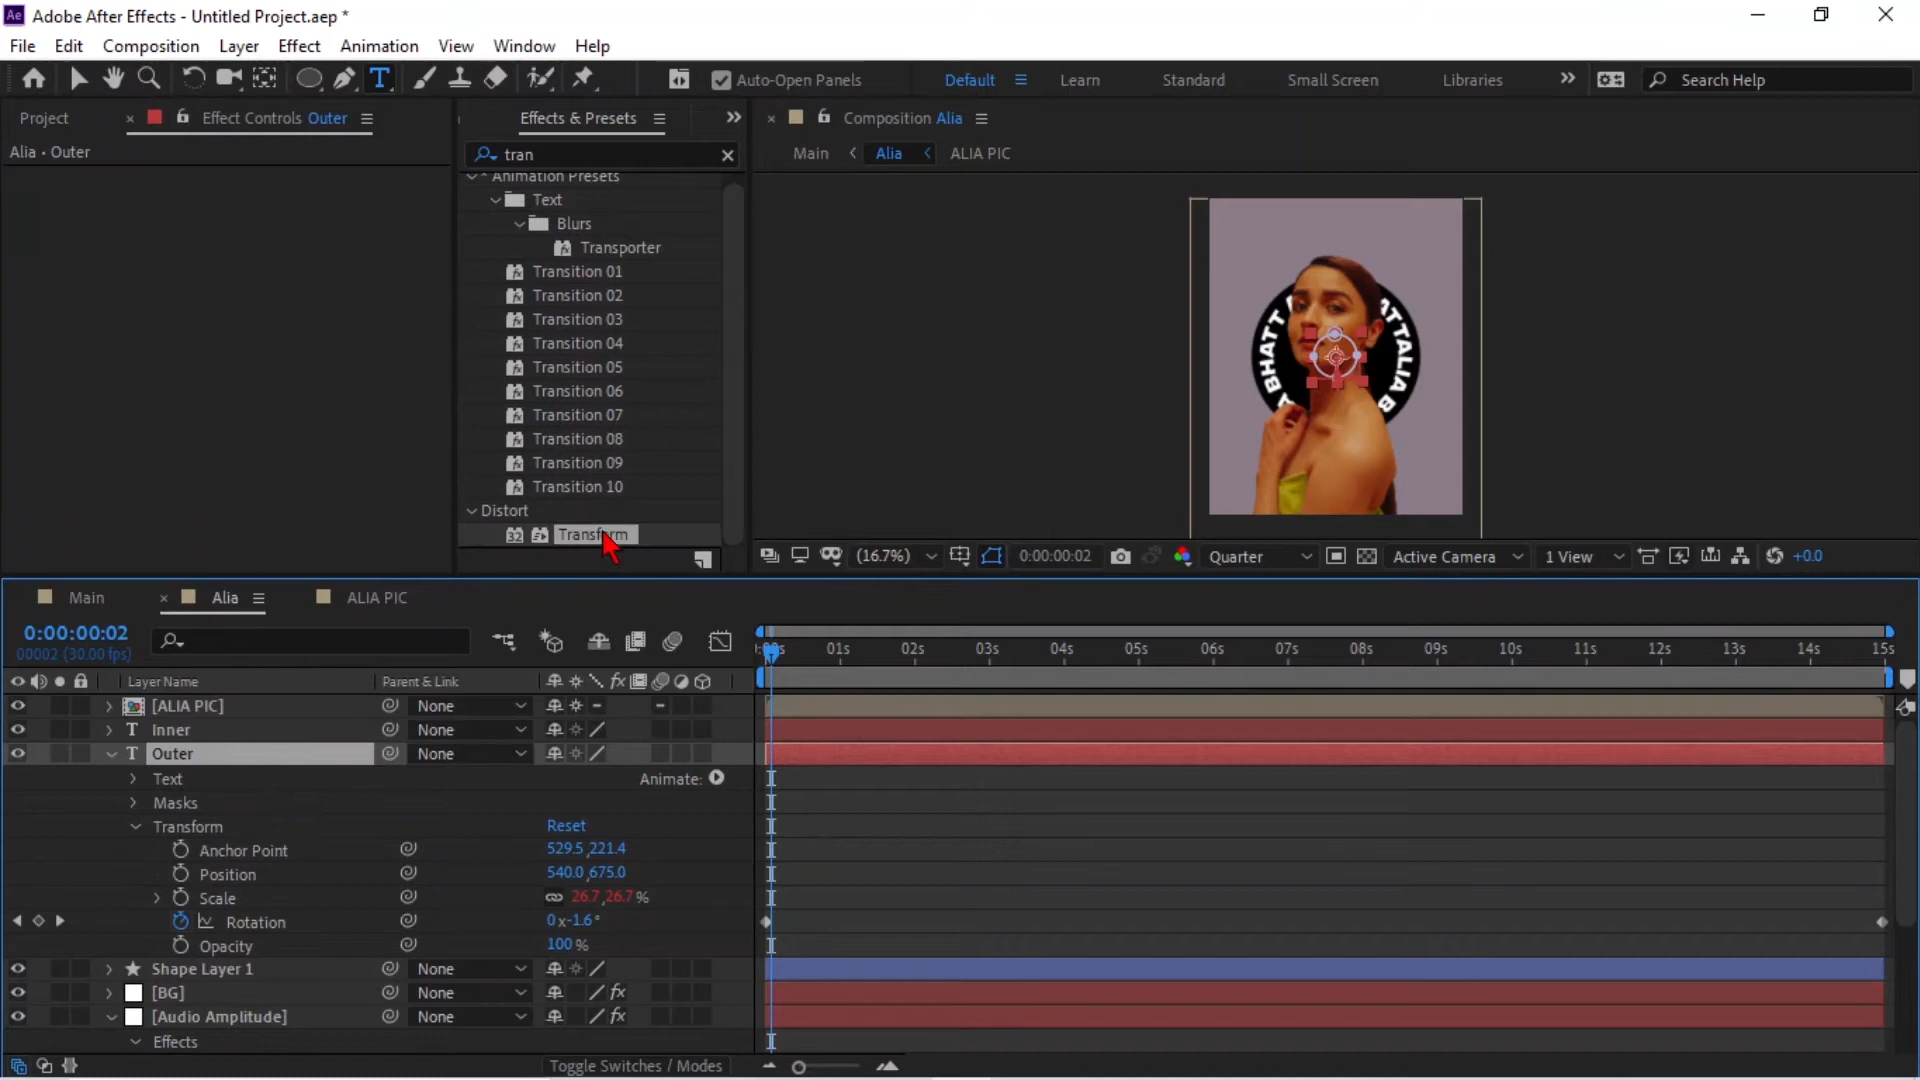 Adobe After Effects - Untitled Project.aep *
File Edit Composition Layer Effect Animation View Window Help
Auto-Open Panels Default Learn Standard Small Screen Libraries Search Help
Project Effect Controls Outer
Alia • Outer
Effects & Presets
tran
Animation Presets
Text
Blurs
Transporter
Transition 01
Transition 02
Transition 03
Transition 04
Transition 05
Transition 06
Transition 07
Transition 08
Transition 09
Transition 10
Distort
32 Transform
Composition Alia
Main Alia ALIA PIC
BHATT
ATTALIA B
(16.7%) 0:00:00:02 Quarter Active Camera 1 View +0.0
Main Alia ALIA PIC
0:00:00:02
00002 (30.00 fps)
01s 02s 03s 04s 05s 06s 07s 08s 09s 10s 11s 12s 13s 14s 15s
Layer Name Parent & Link
[ALIA PIC] None
T Inner None
T Outer None
Text Animate:
Masks
Transform Reset
Anchor Point 529.5,221.4
Position 540.0,675.0
Scale 26.7,26.7 %
Rotation 0x-1.6°
Opacity 100 %
Shape Layer 1 None
[BG] None fx
[Audio Amplitude] None fx
Effects
Toggle Switches / Modes